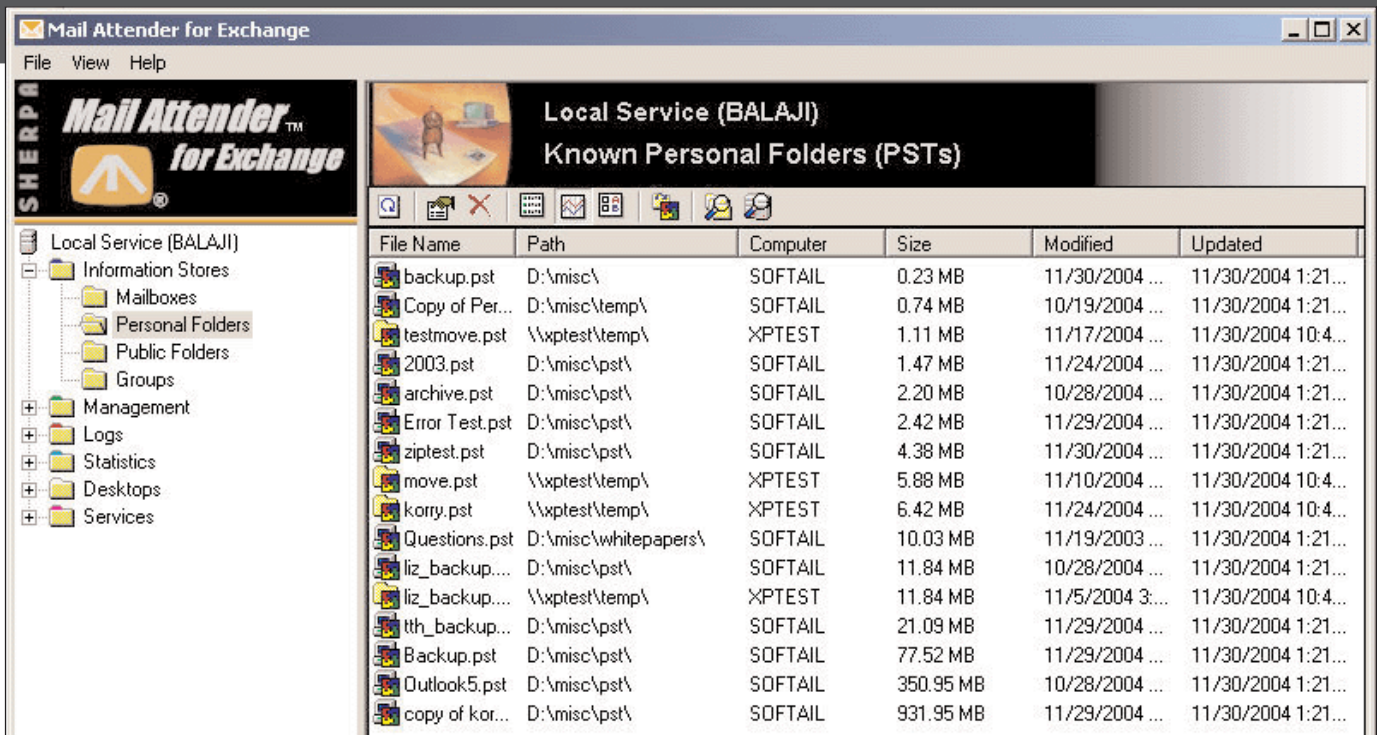 Mail Attender for Exchange
File View Help
SHERPA
Mail Attender TM
for Exchange
®
Local Service (BALAJI)
Known Personal Folders (PSTs)
Local Service (BALAJI)
Information Stores
Mailboxes
Personal Folders
Public Folders
Groups
Management
Logs
Statistics
Desktops
Services
File Name Path Computer Size Modified Updated
backup.pst D:\misc\ SOFTAIL 0.23 MB 11/30/2004 ... 11/30/2004 1:21...
Copy of Per... D:\misc\temp\ SOFTAIL 0.74 MB 10/19/2004 ... 11/30/2004 1:21...
testmove.pst \\xptest\temp\ XPTEST 1.11 MB 11/17/2004 ... 11/30/2004 10:4...
2003.pst D:\misc\pst\ SOFTAIL 1.47 MB 11/24/2004 ... 11/30/2004 1:21...
archive.pst D:\misc\pst\ SOFTAIL 2.20 MB 10/28/2004 ... 11/30/2004 1:21...
Error Test.pst D:\misc\pst\ SOFTAIL 2.42 MB 11/29/2004 ... 11/30/2004 1:21...
ziptest.pst D:\misc\pst\ SOFTAIL 4.38 MB 11/30/2004 ... 11/30/2004 1:21...
move.pst \\xptest\temp\ XPTEST 5.88 MB 11/10/2004 ... 11/30/2004 10:4...
korry.pst \\xptest\temp\ XPTEST 6.42 MB 11/24/2004 ... 11/30/2004 10:4...
Questions.pst D:\misc\whitepapers\ SOFTAIL 10.03 MB 11/19/2003 ... 11/30/2004 1:21...
liz_backup.... D:\misc\pst\ SOFTAIL 11.84 MB 10/28/2004 ... 11/30/2004 1:21...
liz_backup.... \\xptest\temp\ XPTEST 11.84 MB 11/5/2004 3:... 11/30/2004 10:4...
tth_backup... D:\misc\pst\ SOFTAIL 21.09 MB 11/29/2004 ... 11/30/2004 1:21...
Backup.pst D:\misc\pst\ SOFTAIL 77.52 MB 11/29/2004 ... 11/30/2004 1:21...
Outlook5.pst D:\misc\pst\ SOFTAIL 350.95 MB 10/28/2004 ... 11/30/2004 1:21...
copy of kor... D:\misc\pst\ SOFTAIL 931.95 MB 11/29/2004 ... 11/30/2004 1:21...